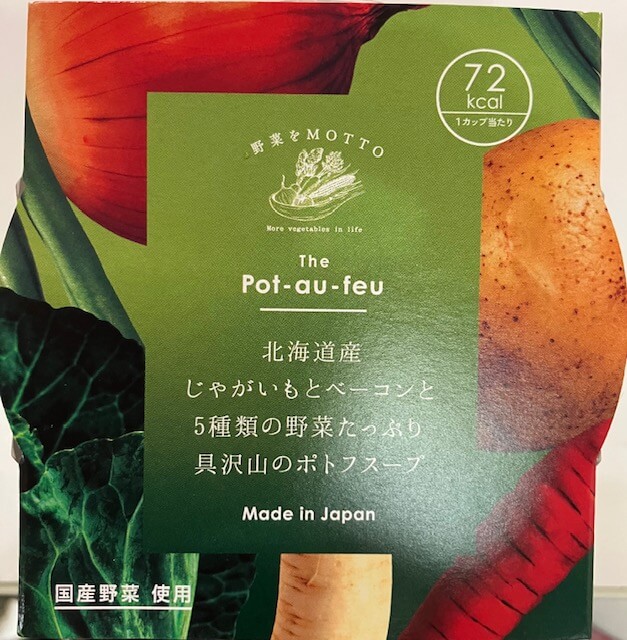 72
kcal
1カップ当たり
野菜をMOTTO
More vegetables in life
The
Pot-au-feu
北海道産
じゃがいもとベーコンと
5種類の野菜たっぷり
具沢山のポトフスープ
Made in Japan
国産野菜 使用